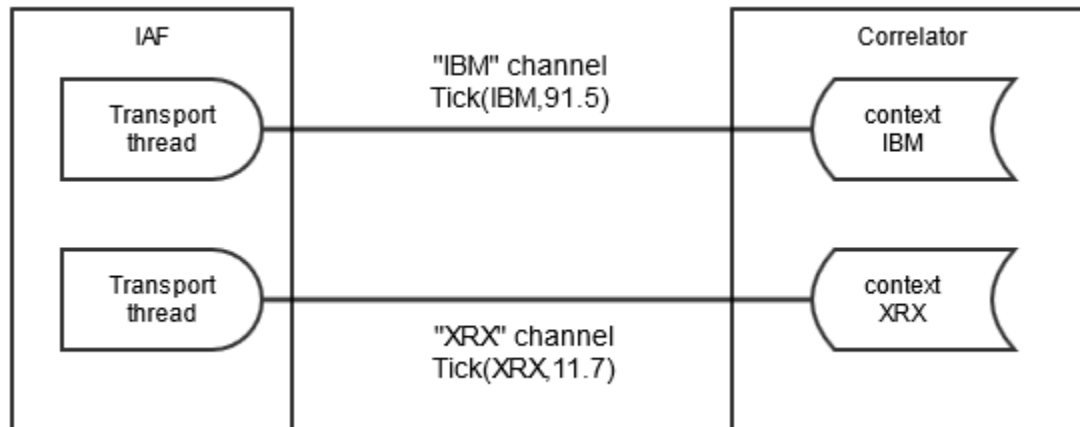 IAF
Correlator
"IBM" channel
Tick(IBM,91.5)
Transport
thread
context
IBM
Transport
thread
context
XRX
"XRX" channel
Tick(XRX,11.7)